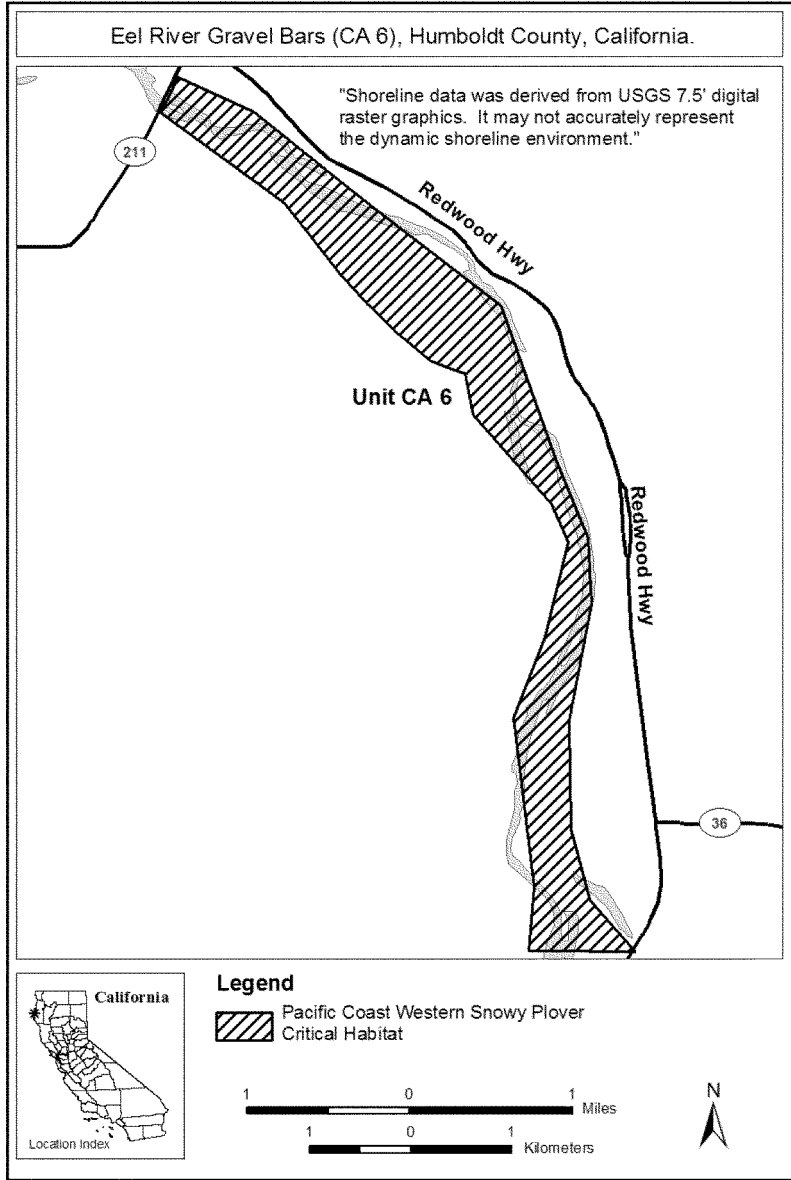 Eel River Gravel Bars (CA 6), Humboldt County, California.
"Shoreline data was derived from USGS 7.5' digital
raster graphics. It may not accurately represent
the dynamic shoreline environment."
211
Redwood Hwy
Unit CA 6
Redwood Hwy
36
California
Location Index
Legend
Pacific Coast Western Snowy Plover
Critical Habitat
1 0 1
Miles
1 0 1
Kilometers
N